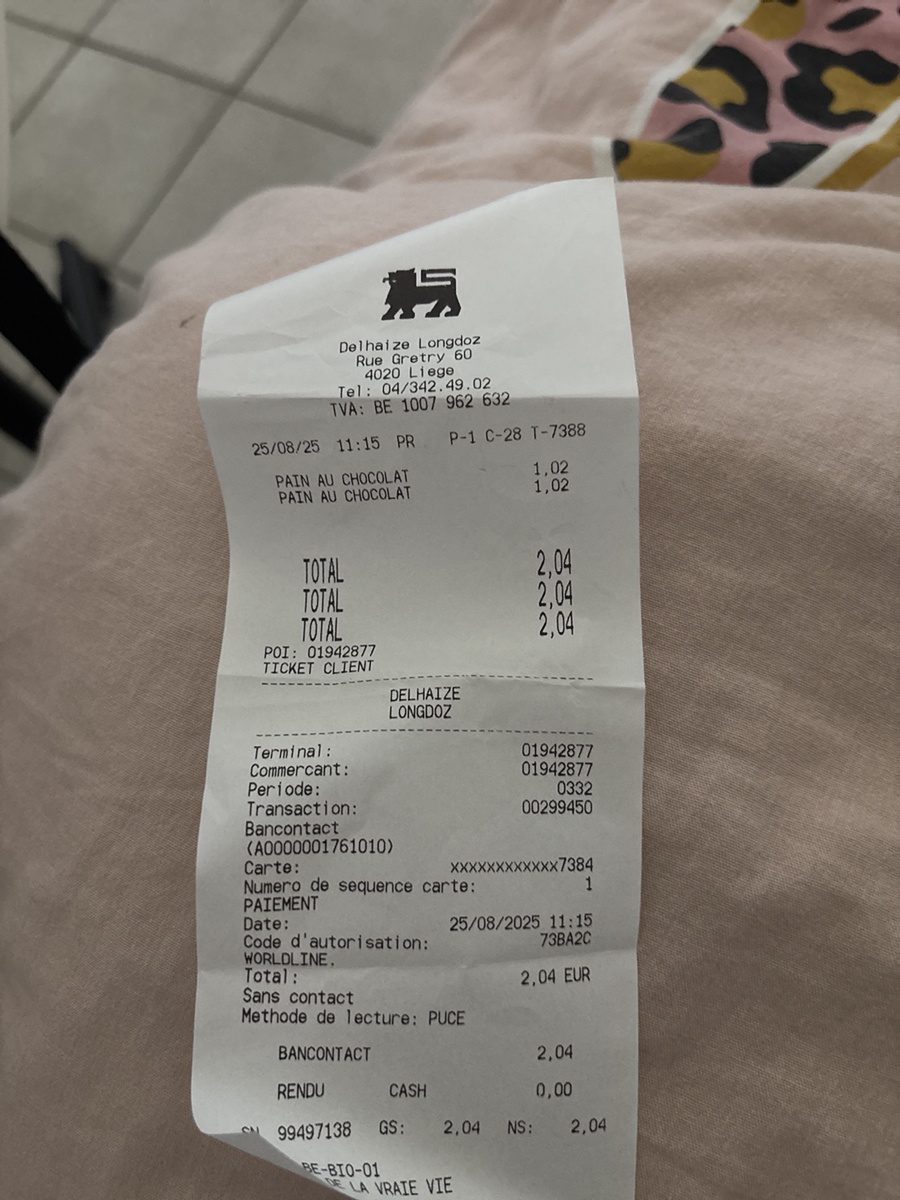 Delhaize Longdoz
Rue Gretry 60
4020 Liege
Tel: 04/342.49.02
TVA: BE 1007 962 632
25/08/25 11:15 PR P-1 C-28 T-7388
PAIN AU CHOCOLAT 1,02
PAIN AU CHOCOLAT 1,02
TOTAL 2,04
TOTAL 2,04
TOTAL 2,04
POI: 01942877
TICKET CLIENT
DELHAIZE
LONGDOZ
Terminal: 01942877
Commercant: 01942877
Periode: 0332
Transaction: 00299450
Bancontact
(A0000001761010)
Carte: xxxxxxxxxxxx7384
Numero de sequence carte: 1
PAIEMENT
Date: 25/08/2025 11:15
Code d'autorisation: 73BA2C
WORLDLINE.
Total: 2,04 EUR
Sans contact
Methode de lecture: PUCE
BANCONTACT 2,04
RENDU CASH 0,00
99497138 GS: 2,04 NS: 2,04
BE-BIO-01
DE LA VRAIE VIE